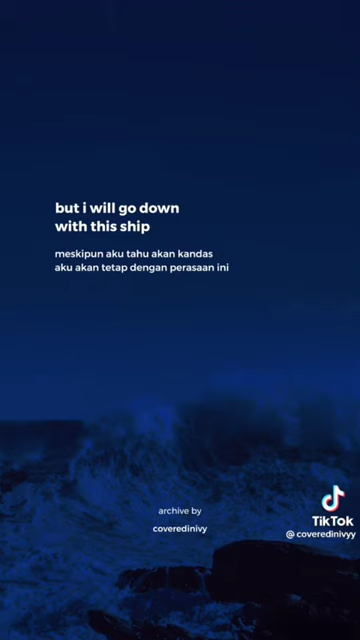 but i will go down
with this ship
meskipun aku tahu akan kandas
aku akan tetap dengan perasaan ini
archive by
coveredinivy
TikTok
@ coveredinivyy